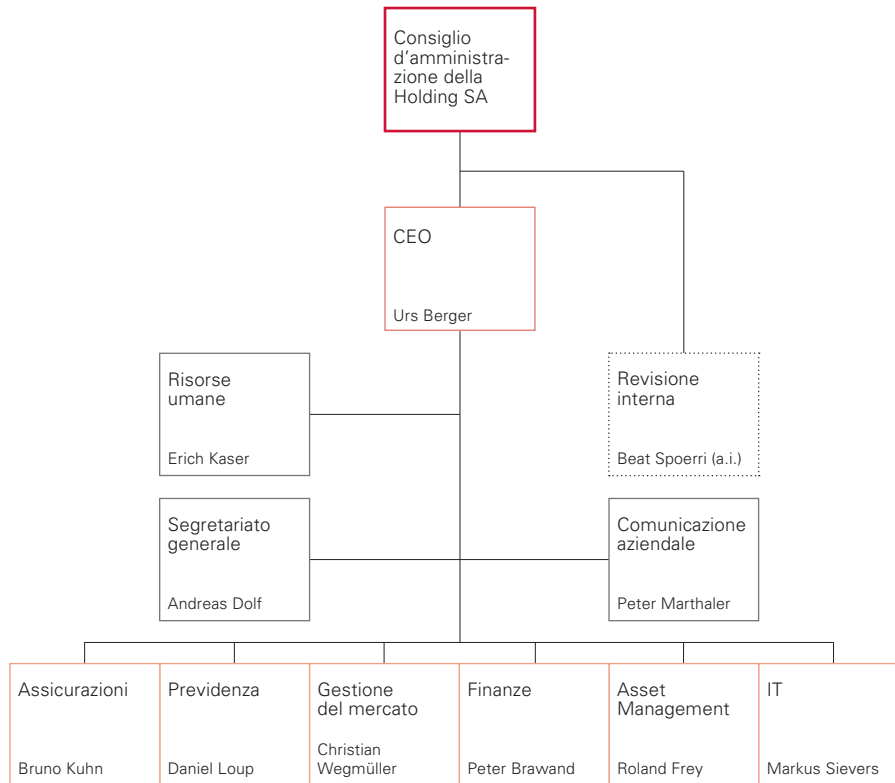 Consiglio
d'amministra-
zione della
Holding SA
CEO
Urs Berger
Risorse
umane
Erich Kaser
Revisione
interna
Beat Spoerri (a.i.)
Segretariato
generale
Andreas Dolf
Comunicazione
aziendale
Peter Marthaler
Assicurazioni
Bruno Kuhn
Previdenza
Daniel Loup
Gestione
del mercato
Christian
Wegmüller
Finanze
Peter Brawand
Asset
Management
Roland Frey
IT
Markus Sievers